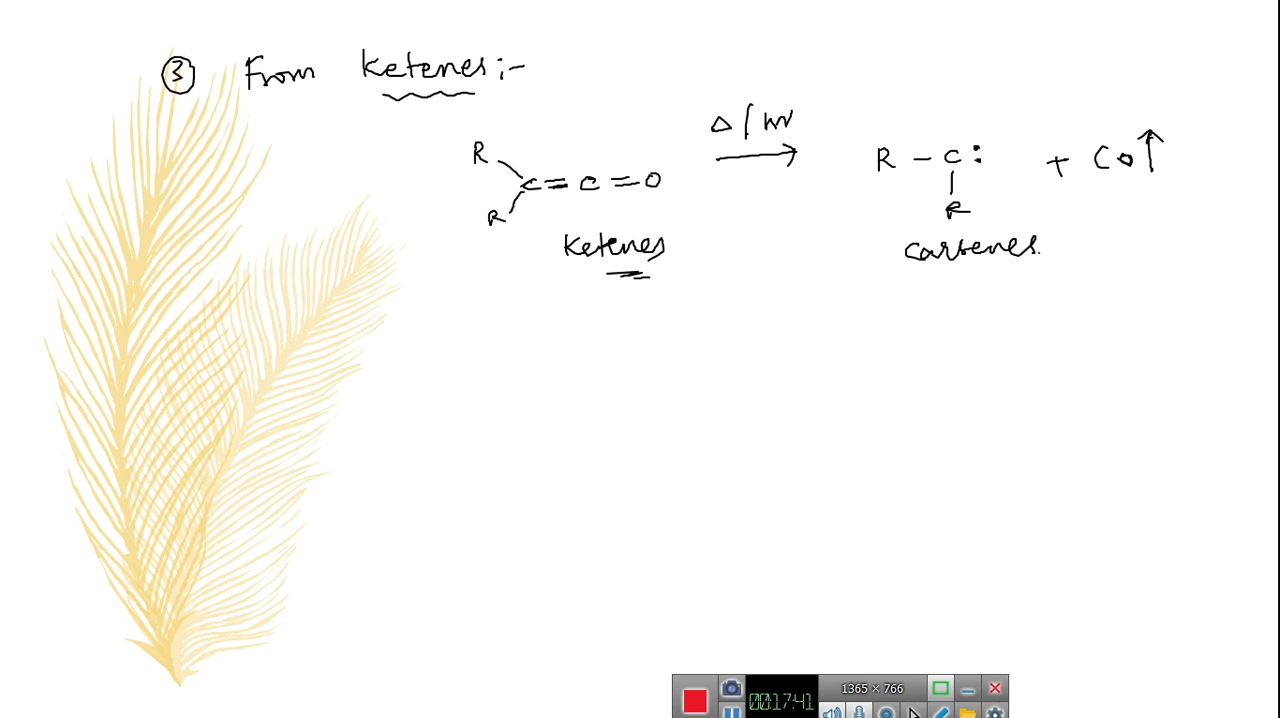 ③ From Ketenes :-
Δ / hν
R
C = C = O
R
R – C :
R
+ CO ↑
Ketenes
Carbenes.
00:17:41
1365 × 766